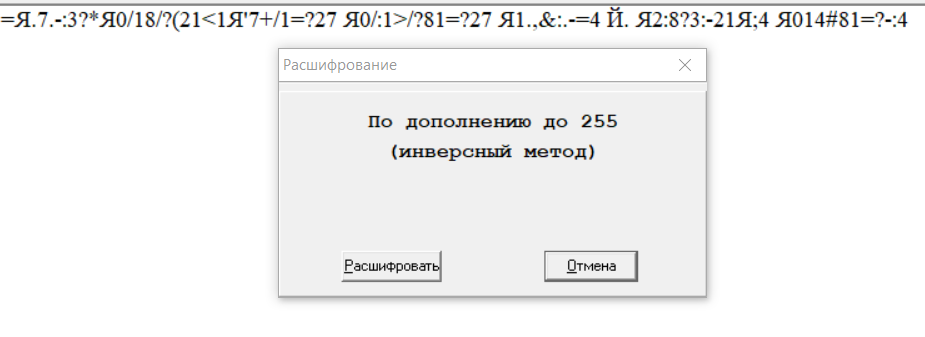 =Я.7.-:3?*Я0/18/?(21<1Я'7+/1=?27 Я0/:1>/?81=?27 Я1.,&:.-=4 Й. Я2:8?3:-21Я;4 Я014#81=?-:4
Расшифрование
По дополнению до 255
(инверсный метод)
Расшифровать
Отмена